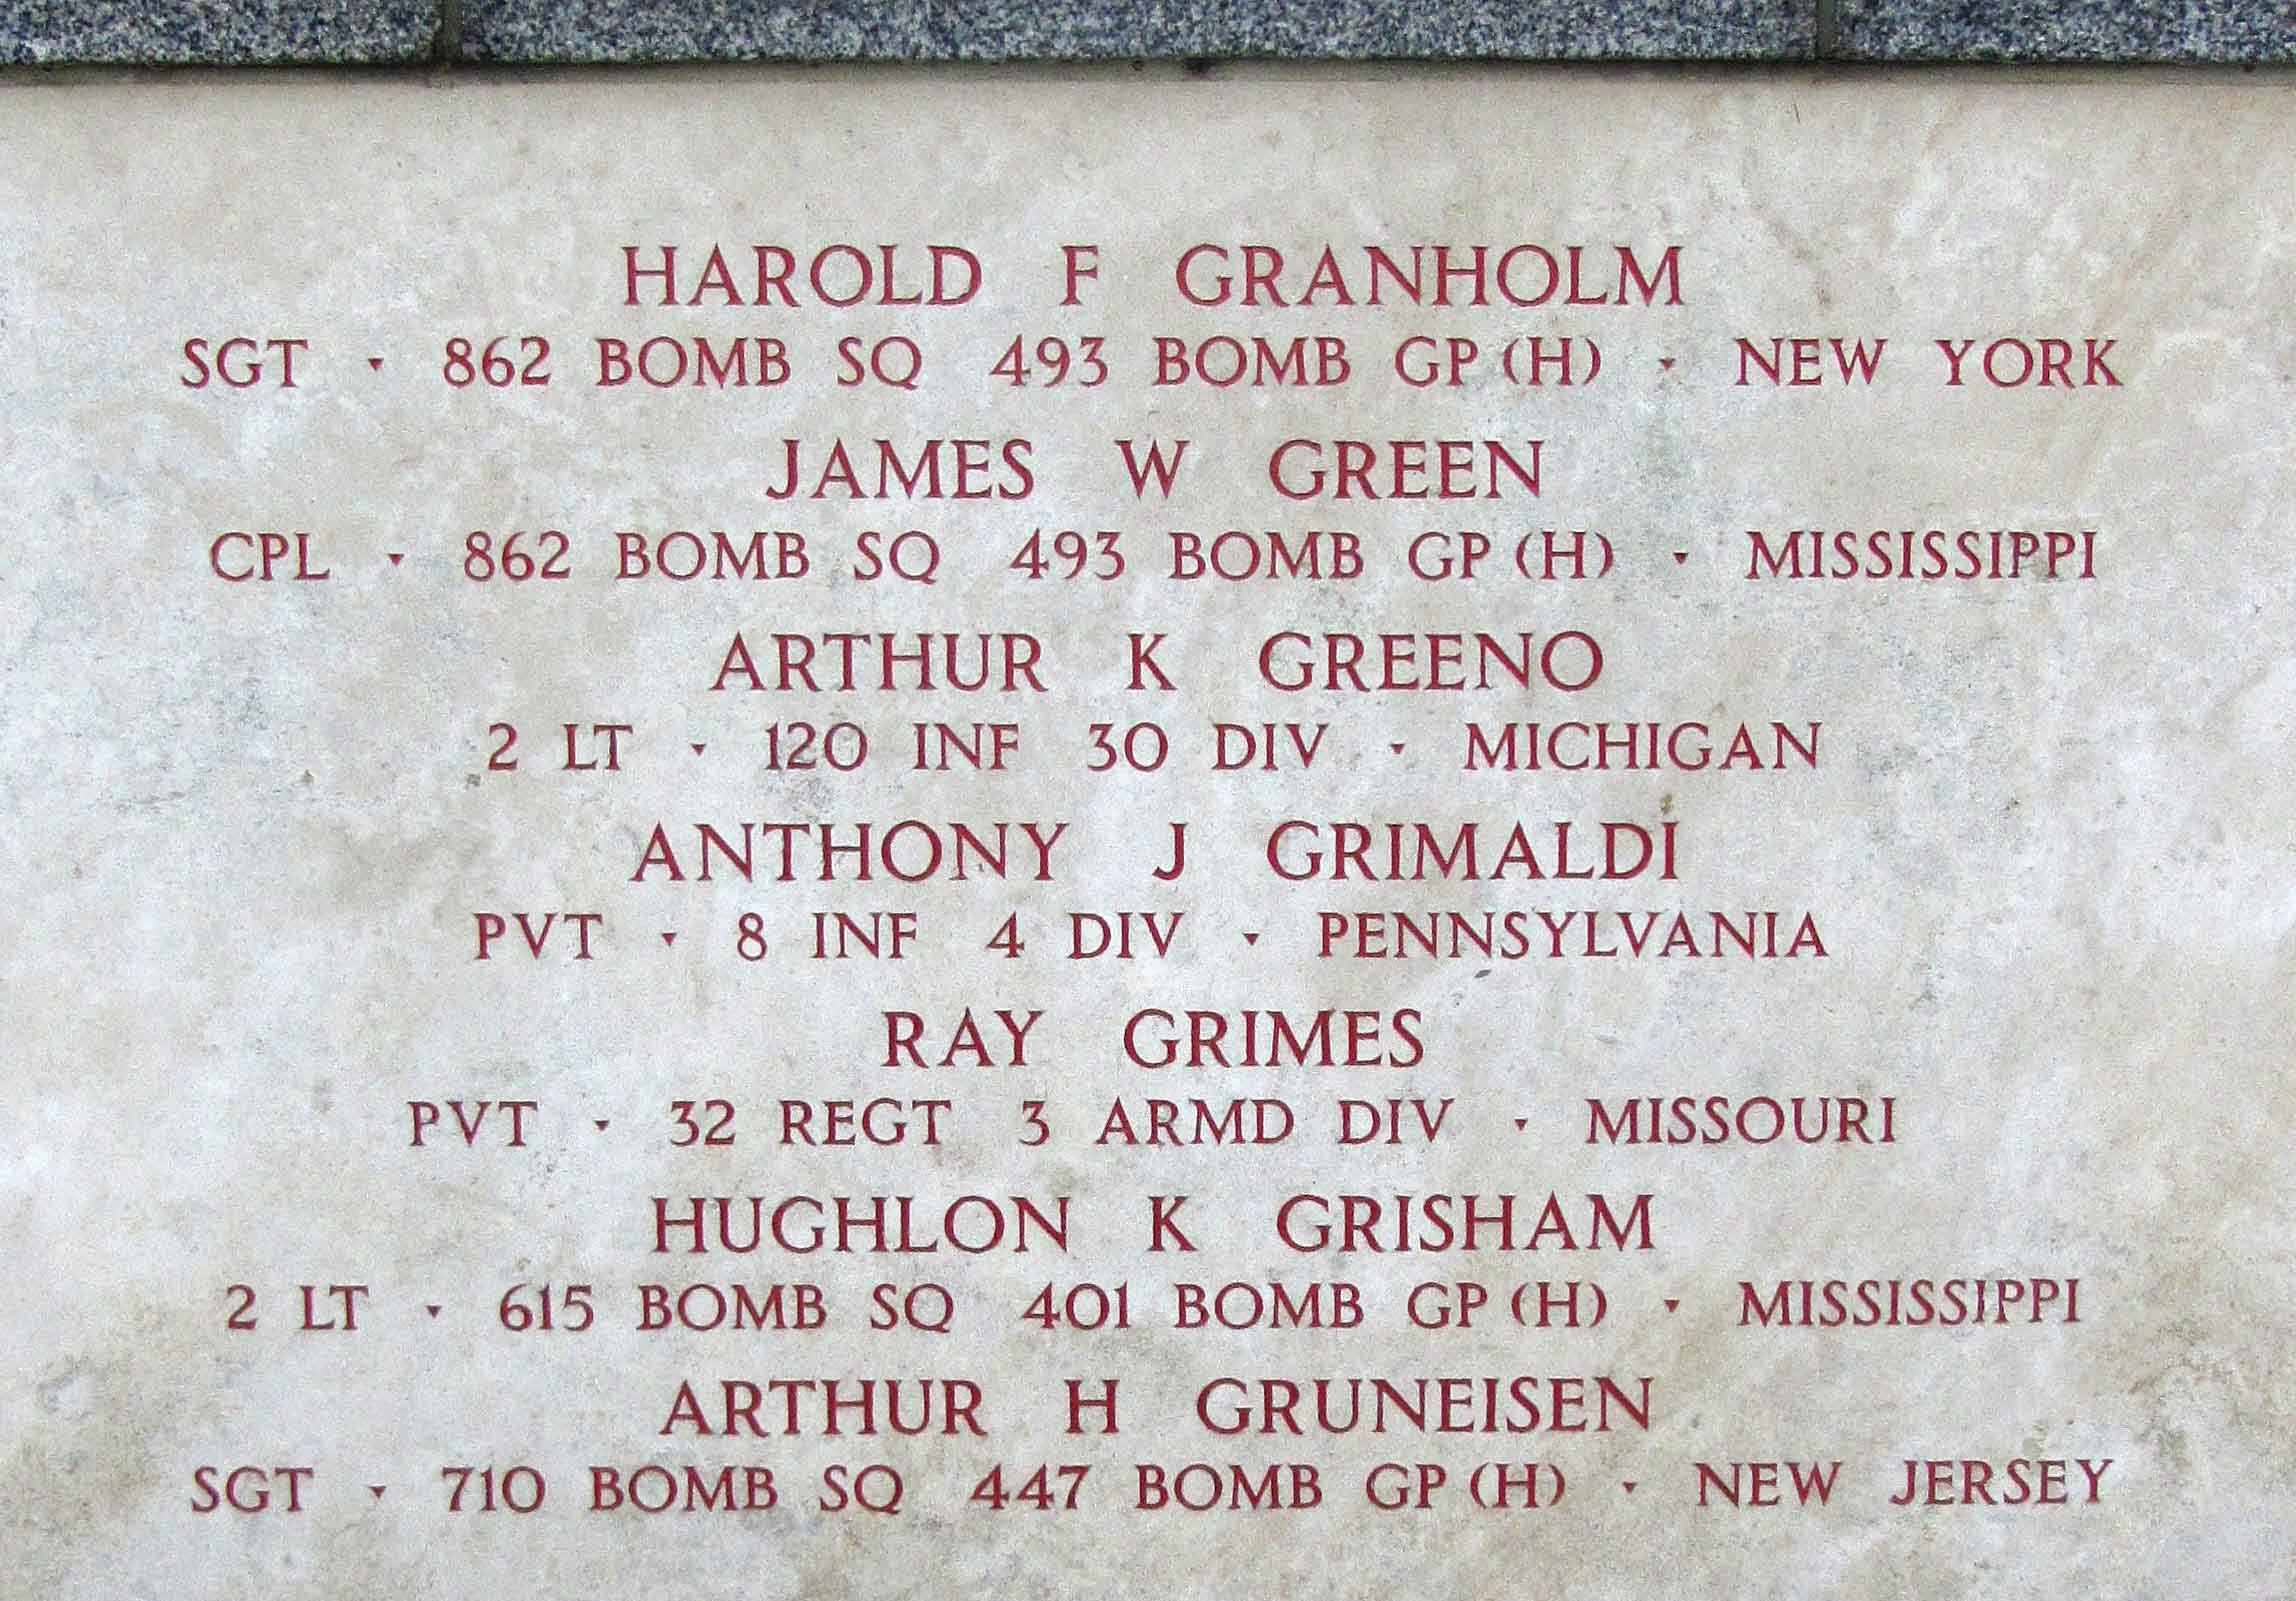 HAROLD F GRANHOLM
SGT · 862 BOMB SQ 493 BOMB GP (H) · NEW YORK
JAMES W GREEN
CPL · 862 BOMB SQ 493 BOMB GP (H) · MISSISSIPPI
ARTHUR K GREENO
2 LT · 120 INF 30 DIV · MICHIGAN
ANTHONY J GRIMALDI
PVT · 8 INF 4 DIV · PENNSYLVANIA
RAY GRIMES
PVT · 32 REGT 3 ARMD DIV · MISSOURI
HUGHLON K GRISHAM
2 LT · 615 BOMB SQ 401 BOMB GP (H) · MISSISSIPPI
ARTHUR H GRUNEISEN
SGT · 710 BOMB SQ 447 BOMB GP (H) · NEW JERSEY